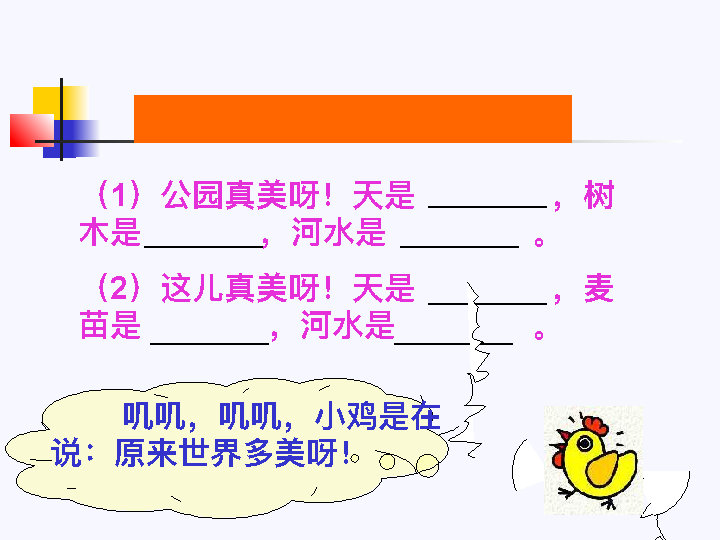 （1）公园真美呀！天是 ________，树
木是________，河水是 ________ 。
（2）这儿真美呀！天是 ________，麦
苗是 ________，河水是________ 。
叽叽，叽叽，小鸡是在
说：原来世界多美呀！